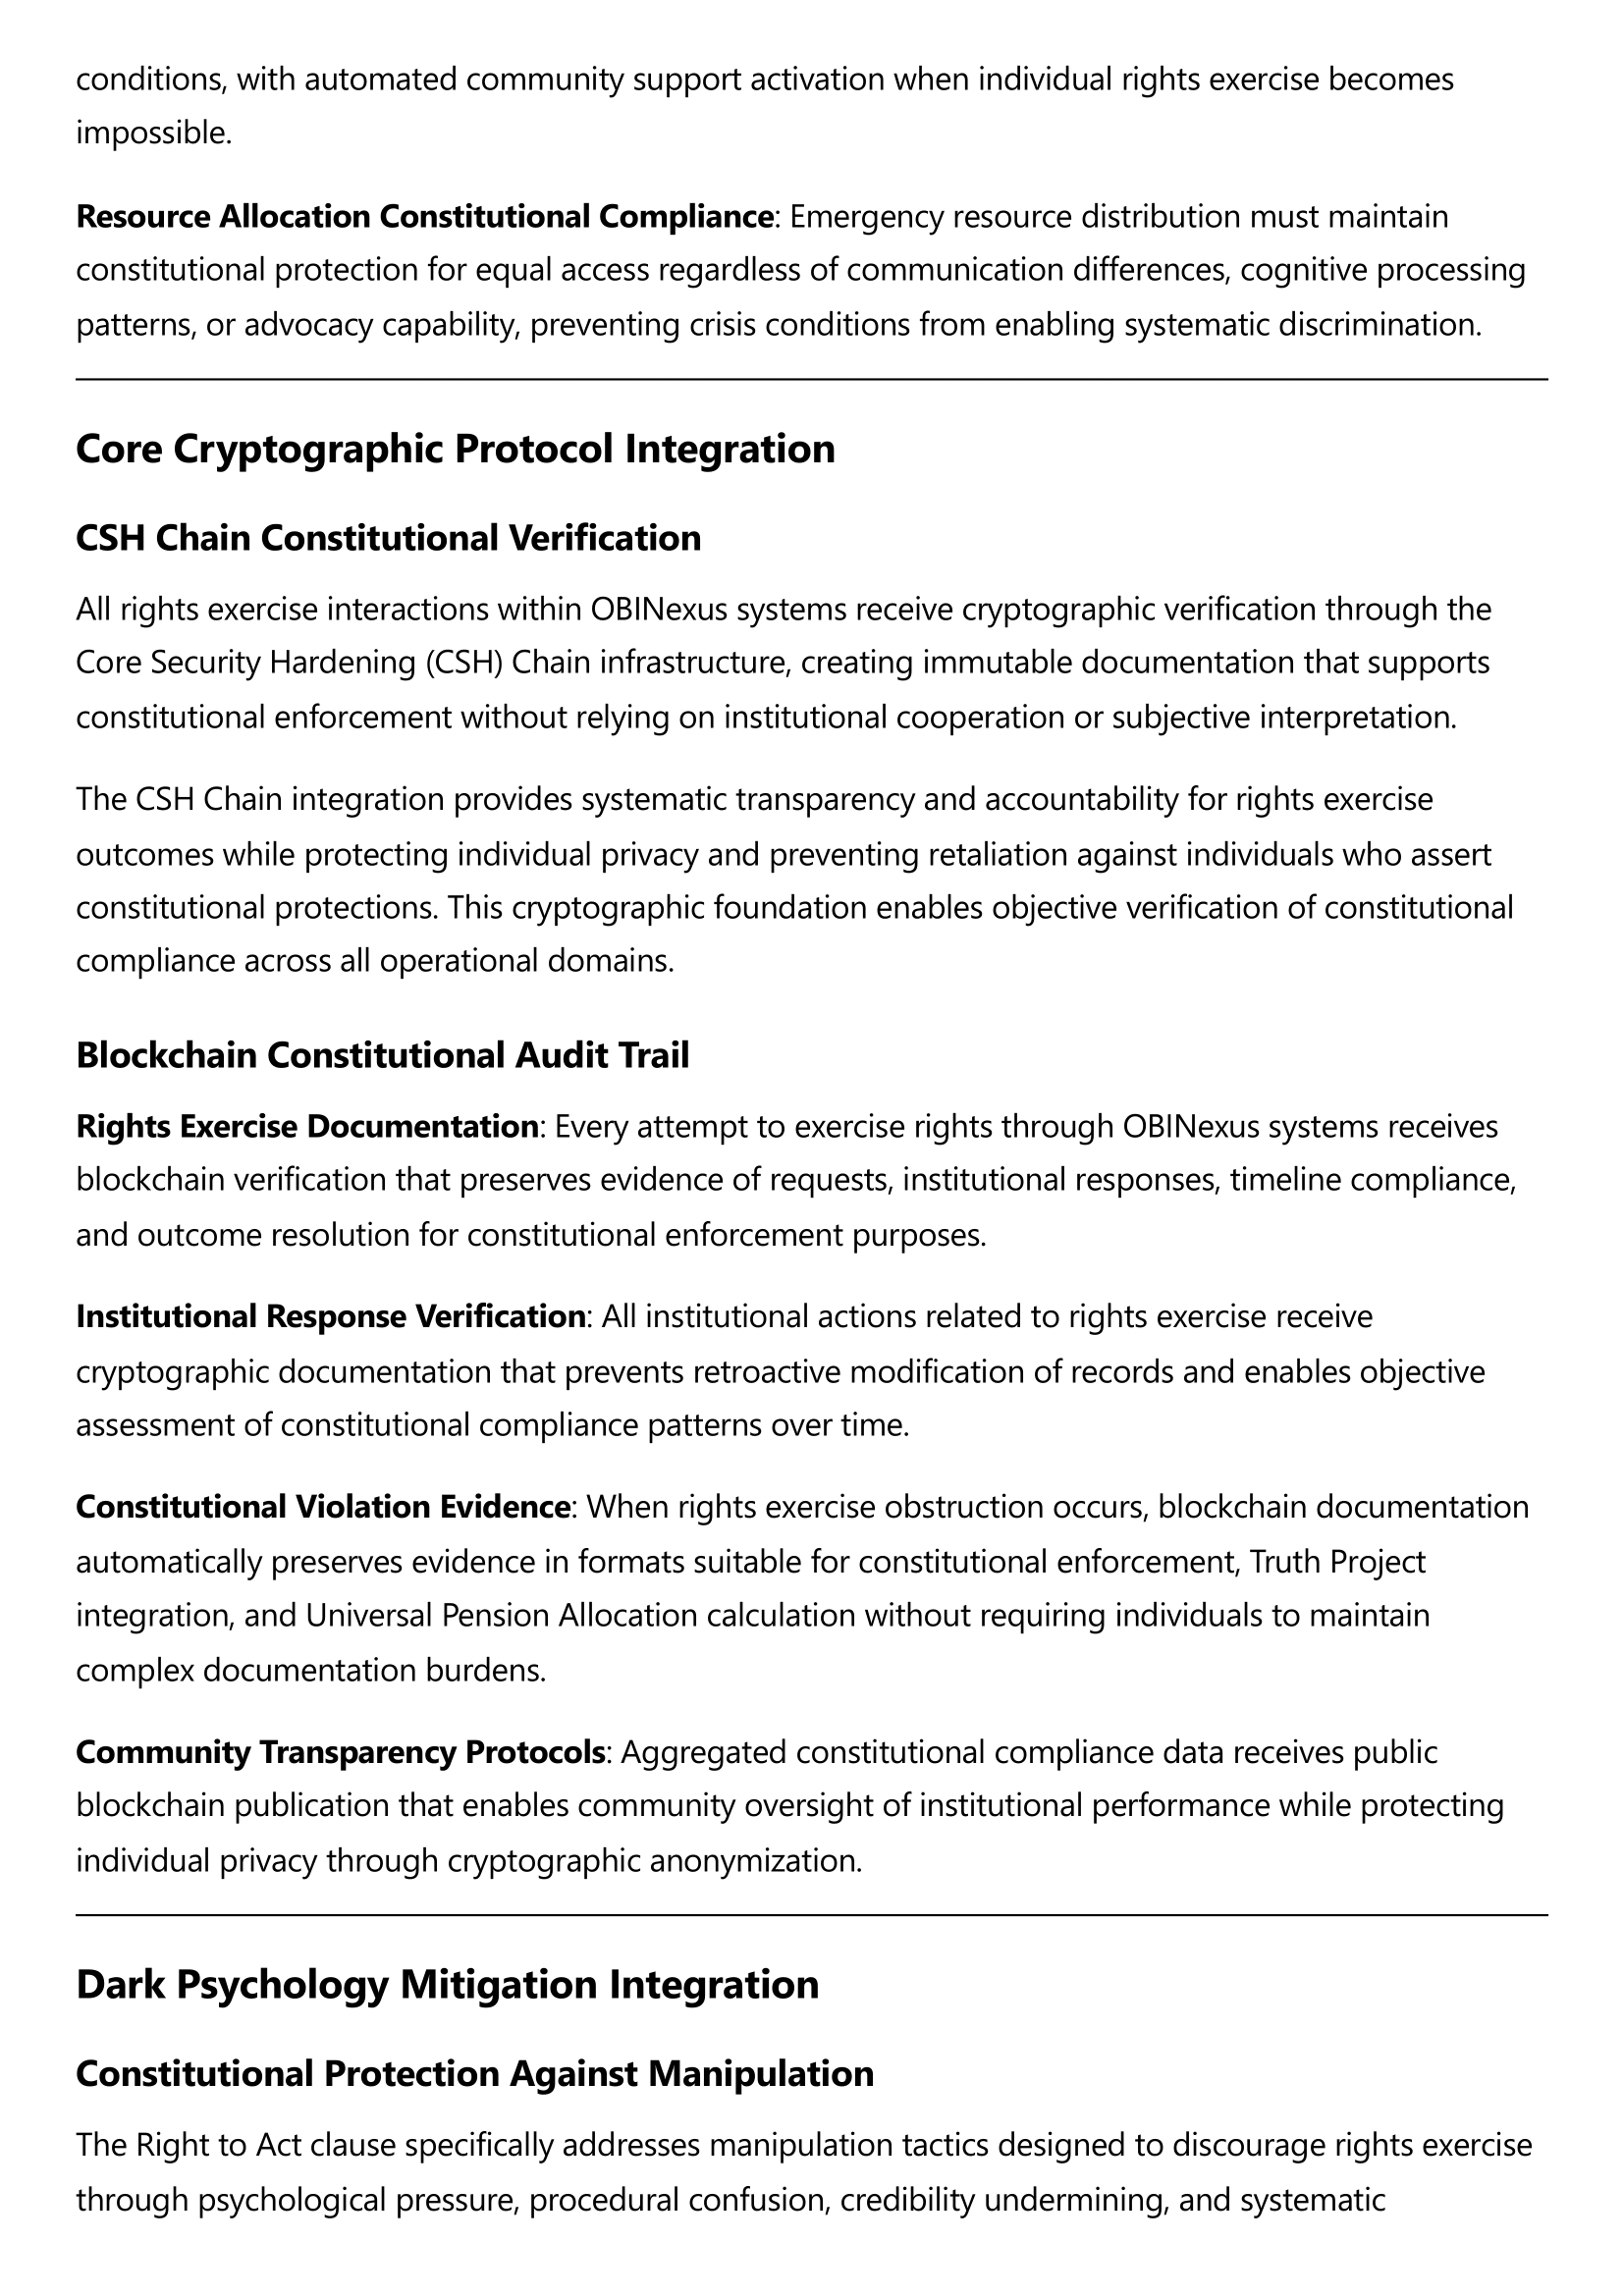 conditions, with automated community support activation when individual rights exercise becomes
impossible.
Resource Allocation Constitutional Compliance: Emergency resource distribution must maintain
constitutional protection for equal access regardless of communication differences, cognitive processing
patterns, or advocacy capability, preventing crisis conditions from enabling systematic discrimination.
Core Cryptographic Protocol Integration
CSH Chain Constitutional Verification
All rights exercise interactions within OBINexus systems receive cryptographic verification through the
Core Security Hardening (CSH) Chain infrastructure, creating immutable documentation that supports
constitutional enforcement without relying on institutional cooperation or subjective interpretation.
The CSH Chain integration provides systematic transparency and accountability for rights exercise
outcomes while protecting individual privacy and preventing retaliation against individuals who assert
constitutional protections. This cryptographic foundation enables objective verification of constitutional
compliance across all operational domains.
Blockchain Constitutional Audit Trail
Rights Exercise Documentation: Every attempt to exercise rights through OBINexus systems receives
blockchain verification that preserves evidence of requests, institutional responses, timeline compliance,
and outcome resolution for constitutional enforcement purposes.
Institutional Response Verification: All institutional actions related to rights exercise receive
cryptographic documentation that prevents retroactive modification of records and enables objective
assessment of constitutional compliance patterns over time.
Constitutional Violation Evidence: When rights exercise obstruction occurs, blockchain documentation
automatically preserves evidence in formats suitable for constitutional enforcement, Truth Project
integration, and Universal Pension Allocation calculation without requiring individuals to maintain
complex documentation burdens.
Community Transparency Protocols: Aggregated constitutional compliance data receives public
blockchain publication that enables community oversight of institutional performance while protecting
individual privacy through cryptographic anonymization.
Dark Psychology Mitigation Integration
Constitutional Protection Against Manipulation
The Right to Act clause specifically addresses manipulation tactics designed to discourage rights exercise
through psychological pressure, procedural confusion, credibility undermining, and systematic